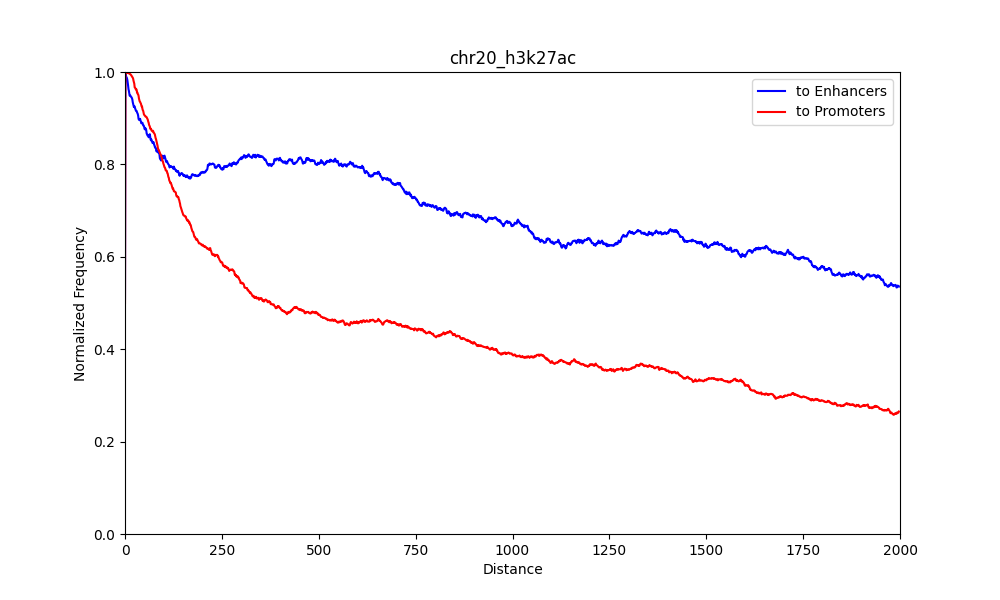 chr20_h3k27ac
to Enhancers
to Promoters
Normalized Frequency
1.0
0.8
0.6
0.4
0.2
0.0
0 250 500 750 1000 1250 1500 1750 2000
Distance